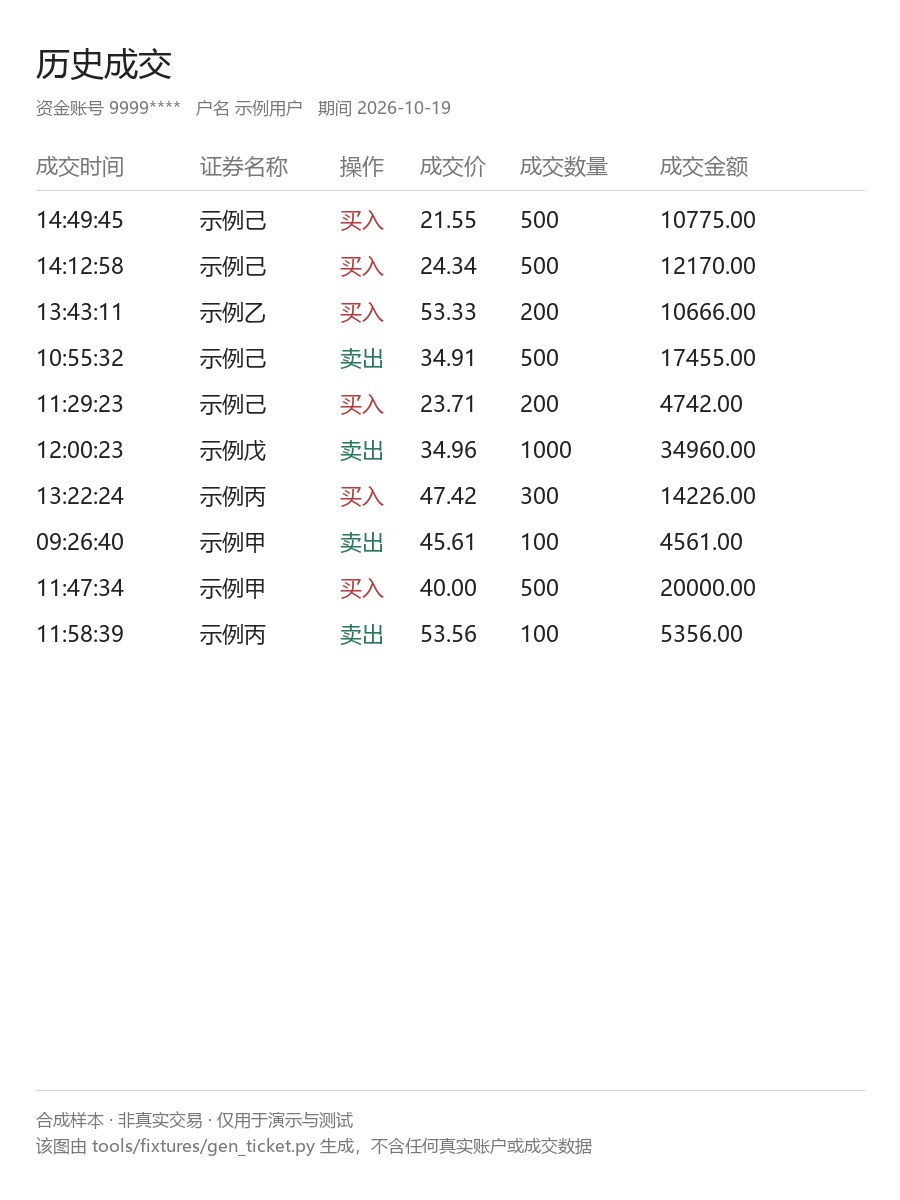 历史成交
资金账号 9999**** 户名 示例用户 期间 2026-10-19
成交时间 证券名称 操作 成交价 成交数量 成交金额
14:49:45 示例己 买入 21.55 500 10775.00
14:12:58 示例己 买入 24.34 500 12170.00
13:43:11 示例乙 买入 53.33 200 10666.00
10:55:32 示例己 卖出 34.91 500 17455.00
11:29:23 示例己 买入 23.71 200 4742.00
12:00:23 示例戊 卖出 34.96 1000 34960.00
13:22:24 示例丙 买入 47.42 300 14226.00
09:26:40 示例甲 卖出 45.61 100 4561.00
11:47:34 示例甲 买入 40.00 500 20000.00
11:58:39 示例丙 卖出 53.56 100 5356.00
合成样本 · 非真实交易 · 仅用于演示与测试
该图由 tools/fixtures/gen_ticket.py 生成，不含任何真实账户或成交数据